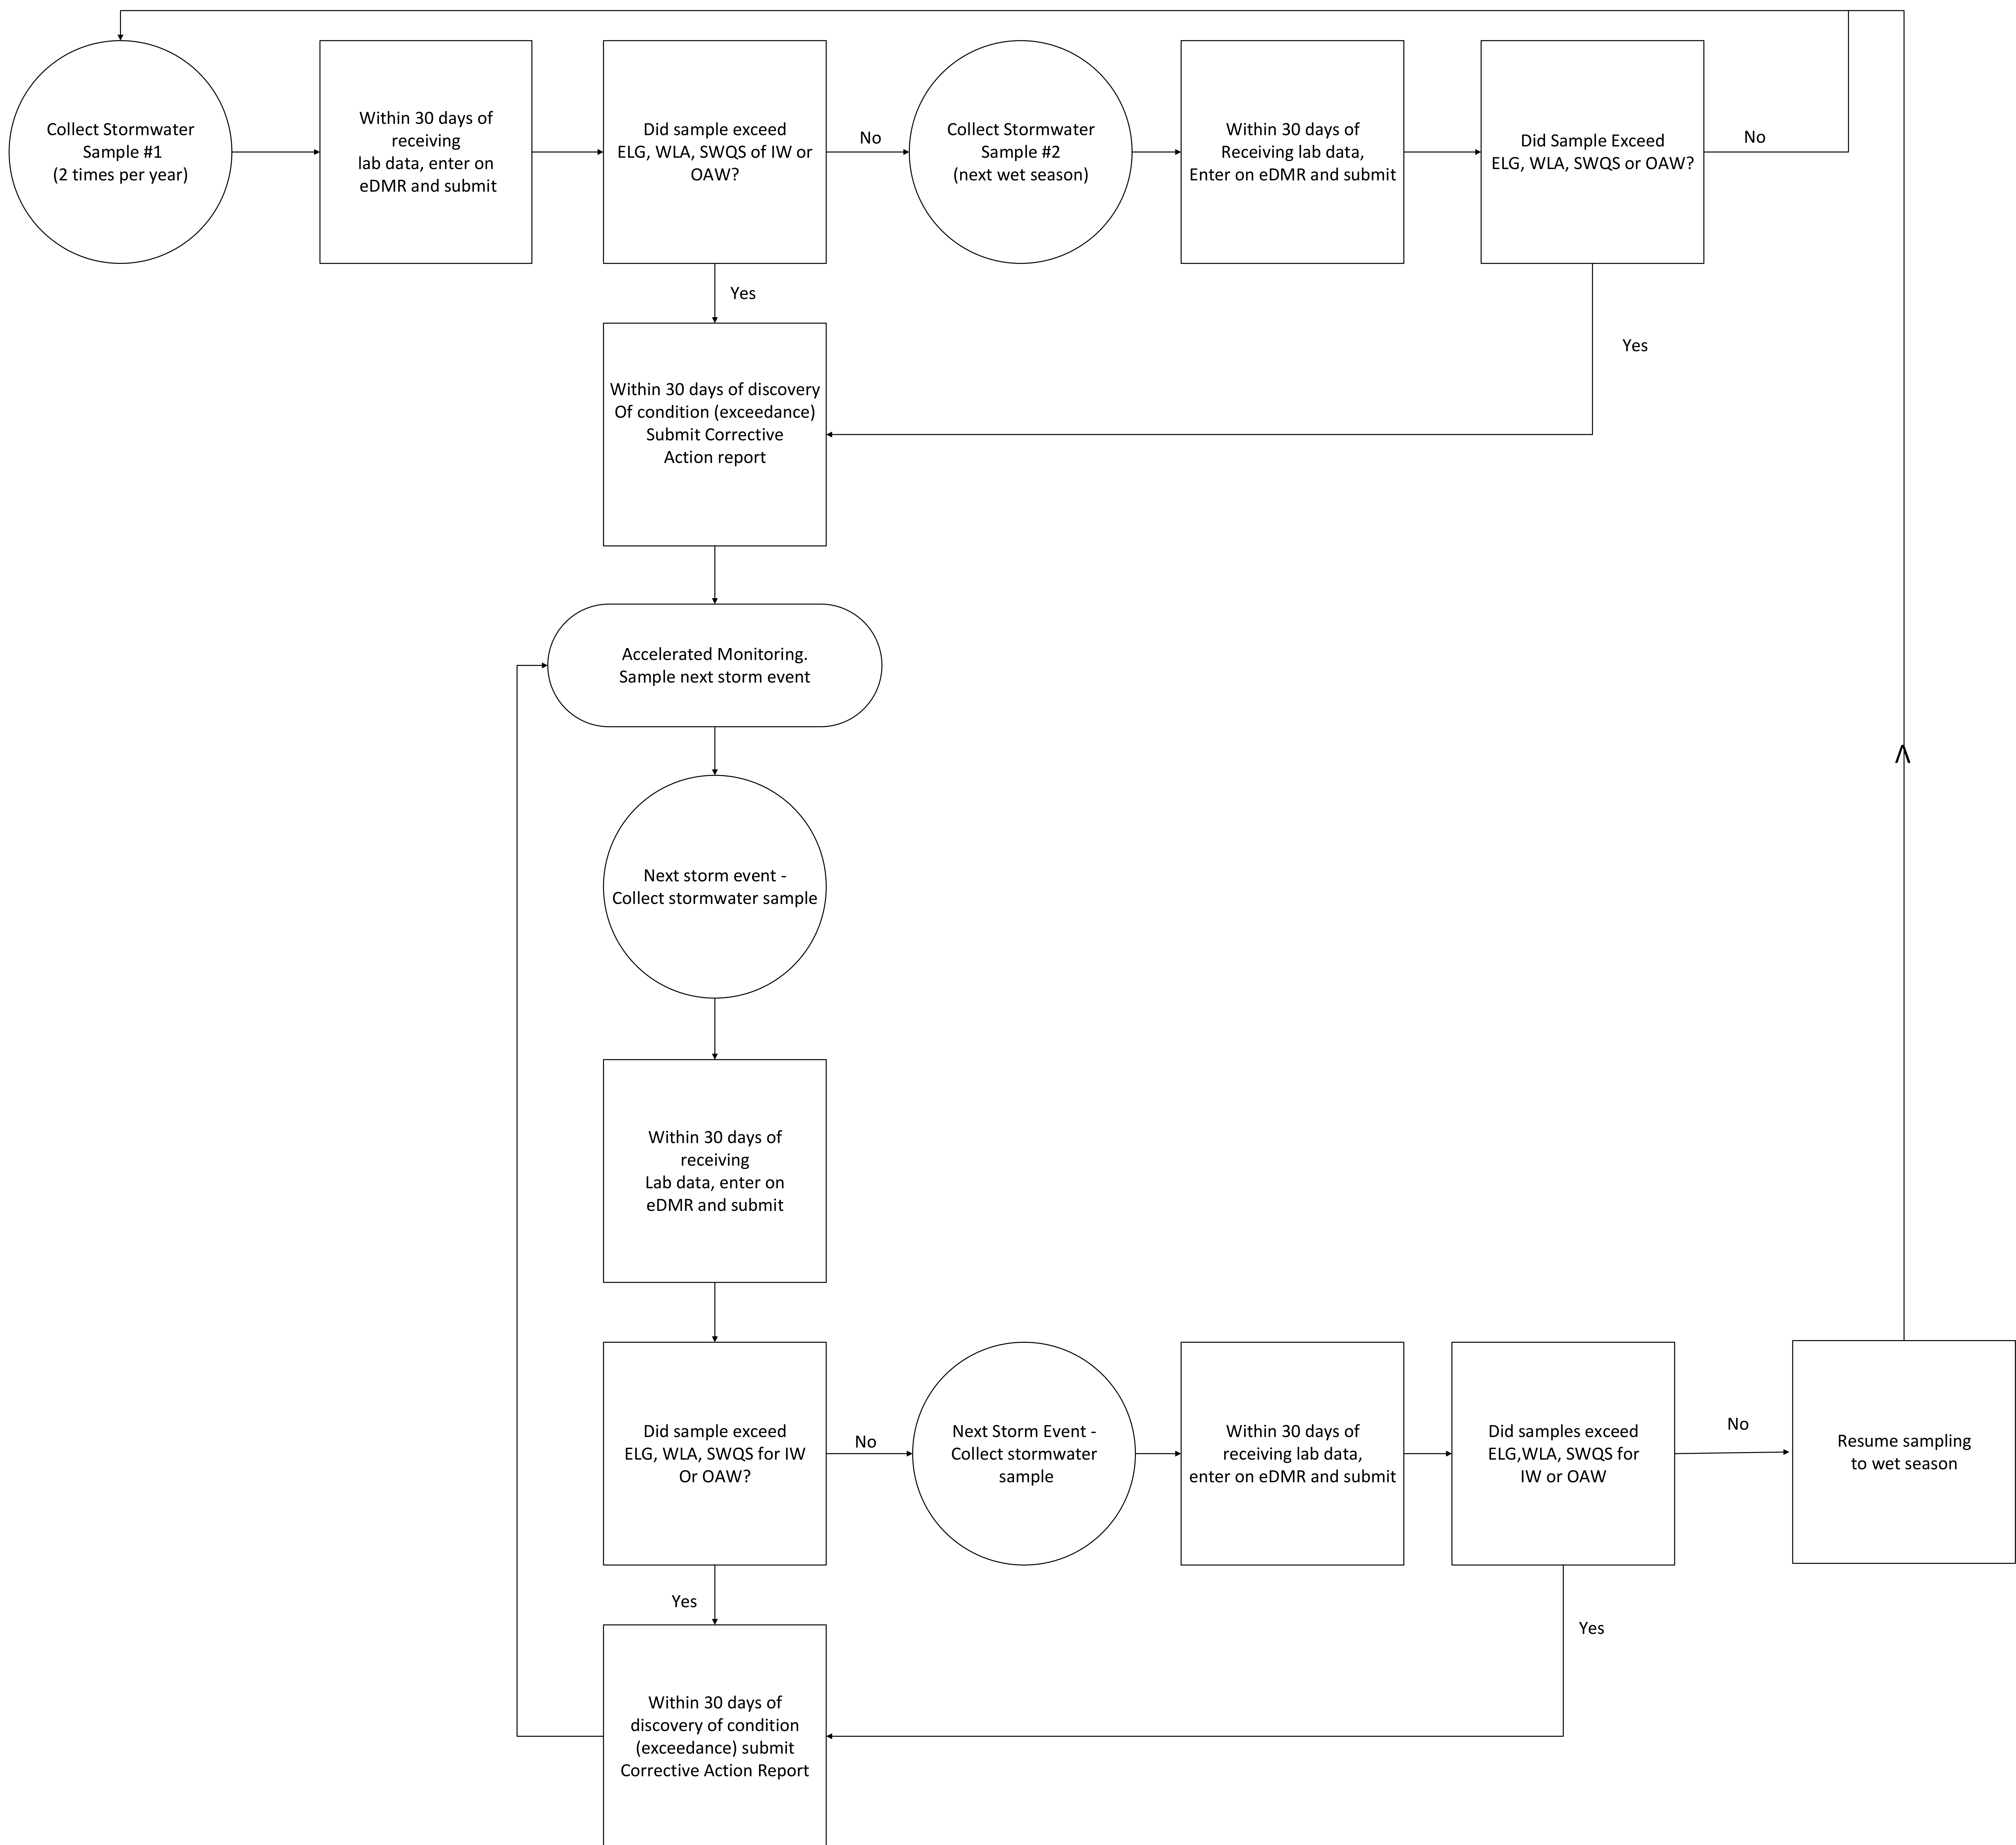 Collect Stormwater
Sample #1
(2 times per year)
Within 30 days of
receiving
lab data, enter on
eDMR and submit
Did sample exceed
ELG, WLA, SWQS of IW or
OAW?
No
Collect Stormwater
Sample #2
(next wet season)
Within 30 days of
Receiving lab data,
Enter on eDMR and submit
Did Sample Exceed
ELG, WLA, SWQS or OAW?
No
Yes
Yes
Within 30 days of discovery
Of condition (exceedance)
Submit Corrective
Action report
Accelerated Monitoring.
Sample next storm event
Next storm event -
Collect stormwater sample
Within 30 days of
receiving
Lab data, enter on
eDMR and submit
Did sample exceed
ELG, WLA, SWQS for IW
Or OAW?
No
Next Storm Event -
Collect stormwater
sample
Within 30 days of
receiving lab data,
enter on eDMR and submit
Did samples exceed
ELG,WLA, SWQS for
IW or OAW
No
Resume sampling
to wet season
Yes
Yes
Within 30 days of
discovery of condition
(exceedance) submit
Corrective Action Report